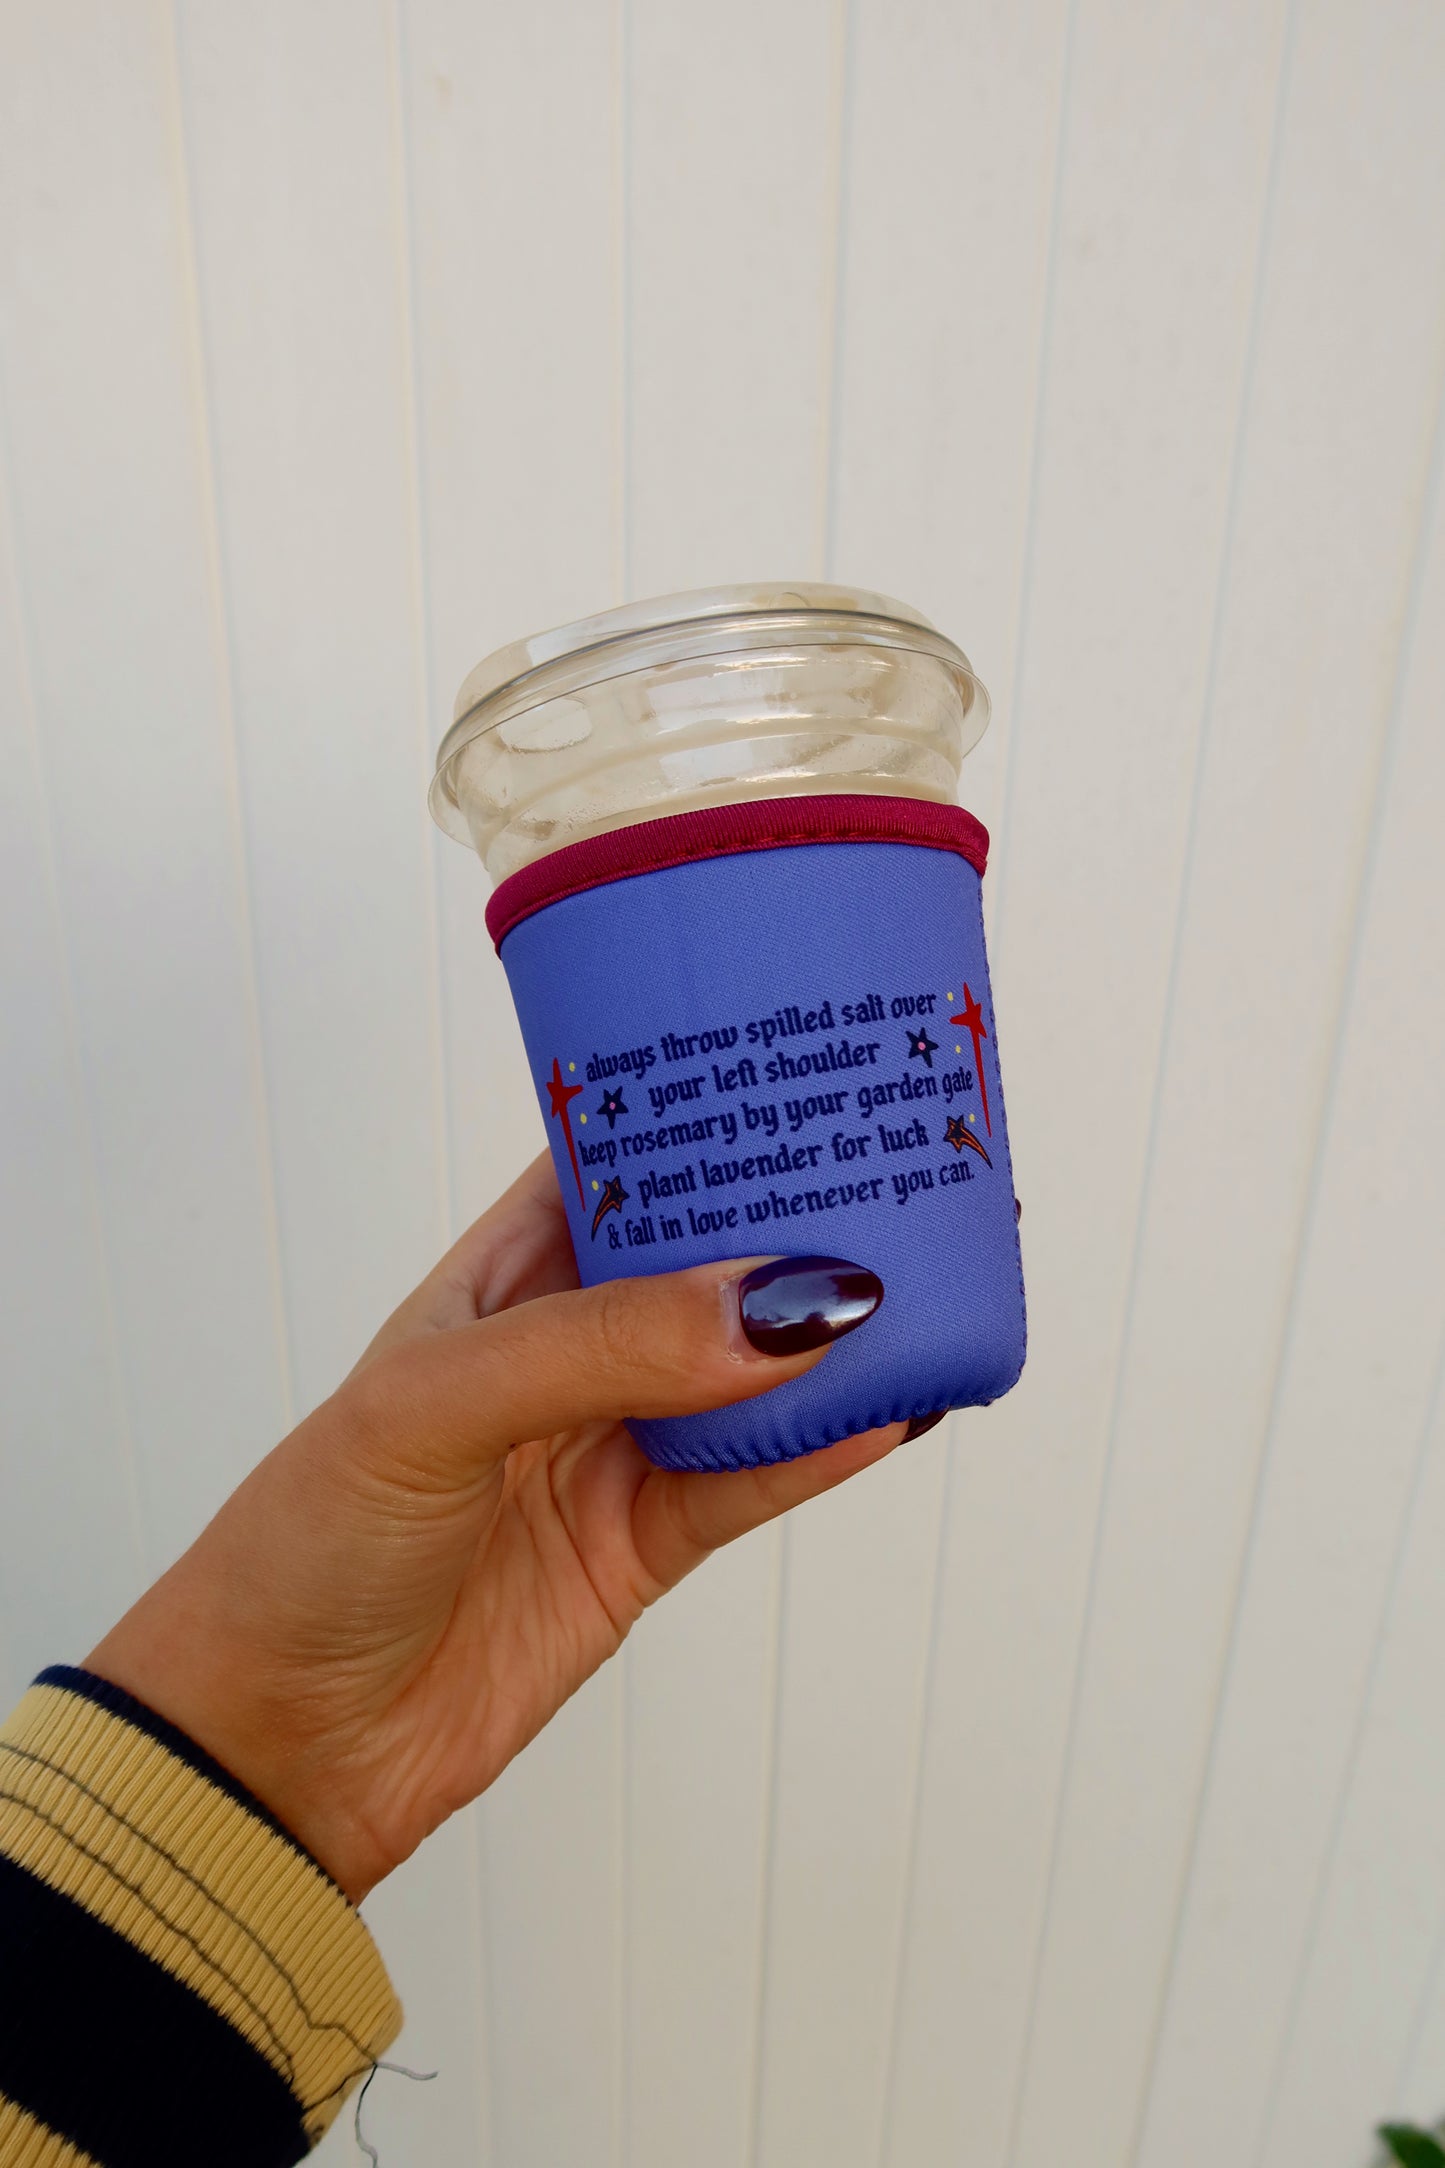 always throw spilled salt over
your left shoulder
keep rosemary by your garden gate
plant lavender for luck
& fall in love whenever you can.